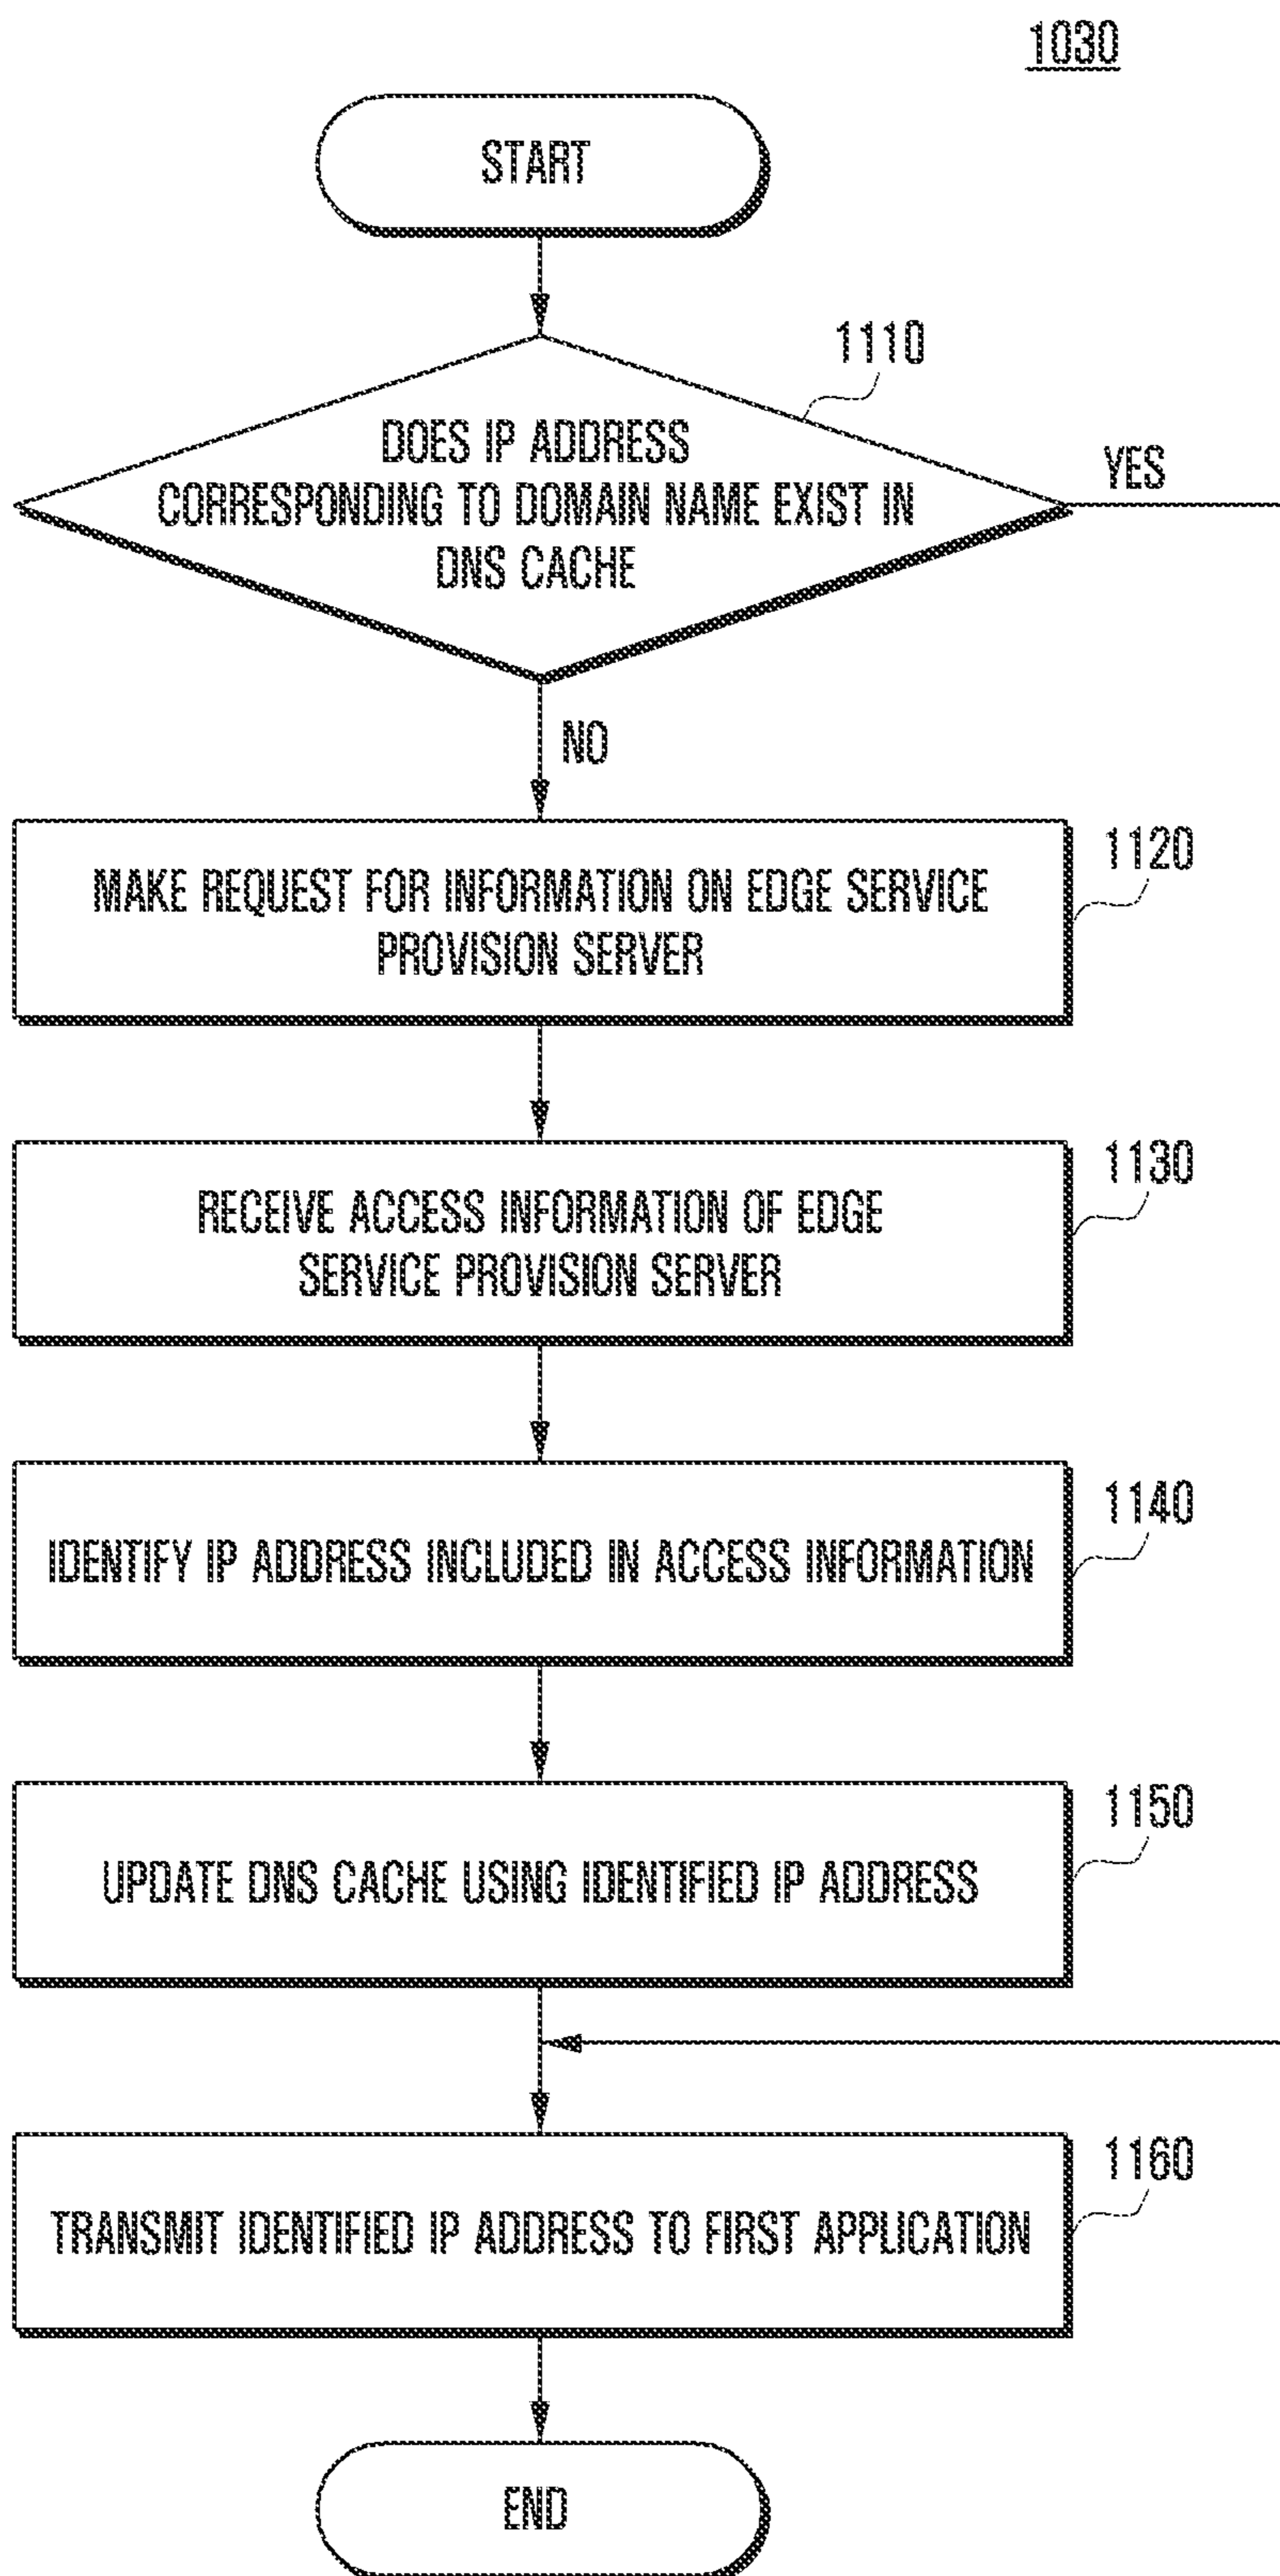 1030
START
1110
DOES IP ADDRESS
CORRESPONDING TO DOMAIN NAME EXIST IN
DNS CACHE
YES
NO
1120
MAKE REQUEST FOR INFORMATION ON EDGE SERVICE
PROVISION SERVER
1130
RECEIVE ACCESS INFORMATION OF EDGE
SERVICE PROVISION SERVER
1140
IDENTIFY IP ADDRESS INCLUDED IN ACCESS INFORMATION
1150
UPDATE DNS CACHE USING IDENTIFIED IP ADDRESS
1160
TRANSMIT IDENTIFIED IP ADDRESS TO FIRST APPLICATION
END